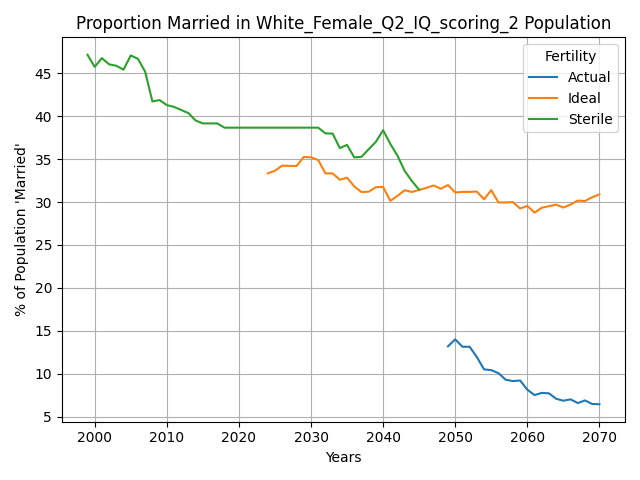 Proportion Married in White_Female_Q2_IQ_scoring_2 Population
Fertility
Actual
Ideal
Sterile
% of Population 'Married'
45
40
35
30
25
20
15
10
5
2000 2010 2020 2030 2040 2050 2060 2070
Years